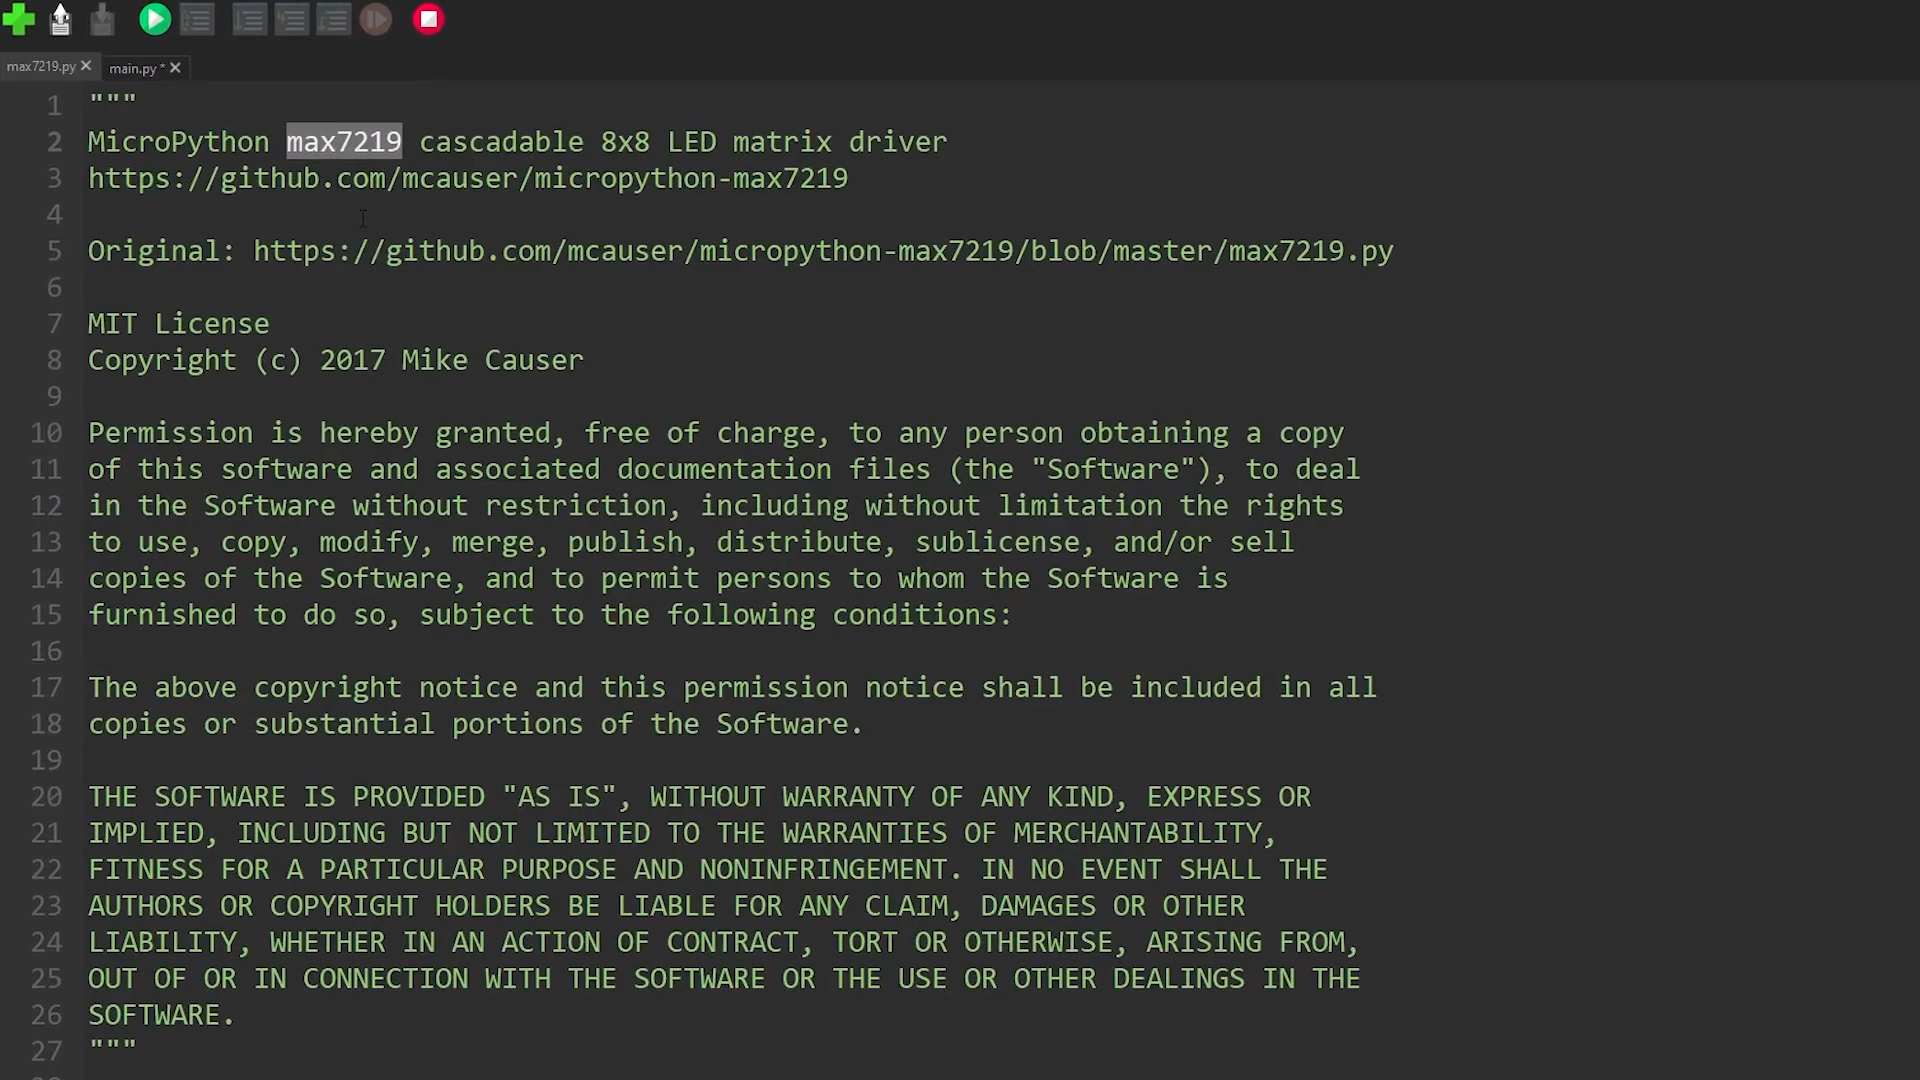 max7219.py
main.py *
1 """
2 MicroPython max7219 cascadable 8x8 LED matrix driver
3 https://github.com/mcauser/micropython-max7219
4
5 Original: https://github.com/mcauser/micropython-max7219/blob/master/max7219.py
6
7 MIT License
8 Copyright (c) 2017 Mike Causer
9
10 Permission is hereby granted, free of charge, to any person obtaining a copy
11 of this software and associated documentation files (the "Software"), to deal
12 in the Software without restriction, including without limitation the rights
13 to use, copy, modify, merge, publish, distribute, sublicense, and/or sell
14 copies of the Software, and to permit persons to whom the Software is
15 furnished to do so, subject to the following conditions:
16
17 The above copyright notice and this permission notice shall be included in all
18 copies or substantial portions of the Software.
19
20 THE SOFTWARE IS PROVIDED "AS IS", WITHOUT WARRANTY OF ANY KIND, EXPRESS OR
21 IMPLIED, INCLUDING BUT NOT LIMITED TO THE WARRANTIES OF MERCHANTABILITY,
22 FITNESS FOR A PARTICULAR PURPOSE AND NONINFRINGEMENT. IN NO EVENT SHALL THE
23 AUTHORS OR COPYRIGHT HOLDERS BE LIABLE FOR ANY CLAIM, DAMAGES OR OTHER
24 LIABILITY, WHETHER IN AN ACTION OF CONTRACT, TORT OR OTHERWISE, ARISING FROM,
25 OUT OF OR IN CONNECTION WITH THE SOFTWARE OR THE USE OR OTHER DEALINGS IN THE
26 SOFTWARE.
27 """